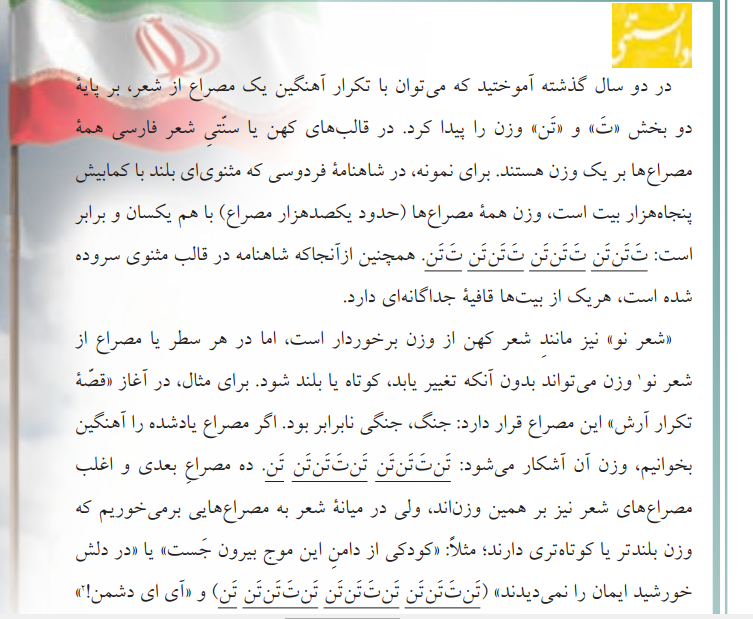 دانستنی
در دو سال گذشته آموختید که می‌توان با تکرار آهنگین یک مصراع از شعر، بر پایهٔ
دو بخش «تَ» و «تَن» وزن را پیدا کرد. در قالب‌های کهن یا سنّتیِ شعر فارسی همهٔ
مصراع‌ها بر یک وزن هستند. برای نمونه، در شاهنامهٔ فردوسی که مثنوی‌ای بلند با کمابیش
پنجاه‌هزار بیت است، وزن همهٔ مصراع‌ها (حدود یکصدهزار مصراع) با هم یکسان و برابر
است: تَ‌تَن‌تَن تَ‌تَن‌تَن تَ‌تَن‌تَن تَ‌تَن. همچنین ازآنجاکه شاهنامه در قالب مثنوی سروده
شده است، هریک از بیت‌ها قافیهٔ جداگانه‌ای دارد.
«شعر نو» نیز مانندِ شعر کهن از وزن برخوردار است، اما در هر سطر یا مصراع از
شعر نو۱ وزن می‌تواند بدون آنکه تغییر یابد، کوتاه یا بلند شود. برای مثال، در آغاز «قصّهٔ
تکرار آرش» این مصراع قرار دارد: جنگ، جنگی نابرابر بود. اگر مصراع یادشده را آهنگین
بخوانیم، وزن آن آشکار می‌شود: تَن‌تَ‌تَن‌تَن تَن‌تَ‌تَن‌تَن تَن. ده مصراعِ بعدی و اغلب
مصراع‌های شعر نیز بر همین وزن‌اند، ولی در میانهٔ شعر به مصراع‌هایی برمی‌خوریم که
وزن بلندتر یا کوتاه‌تری دارند؛ مثلاً: «کودکی از دامنِ این موج بیرون جَست» یا «در دلش
خورشید ایمان را نمی‌دیدند» (تَن‌تَ‌تَن‌تَن تَن‌تَ‌تَن‌تَن تَن‌تَ‌تَن‌تَن تَن) و «آی ای دشمن!۲»